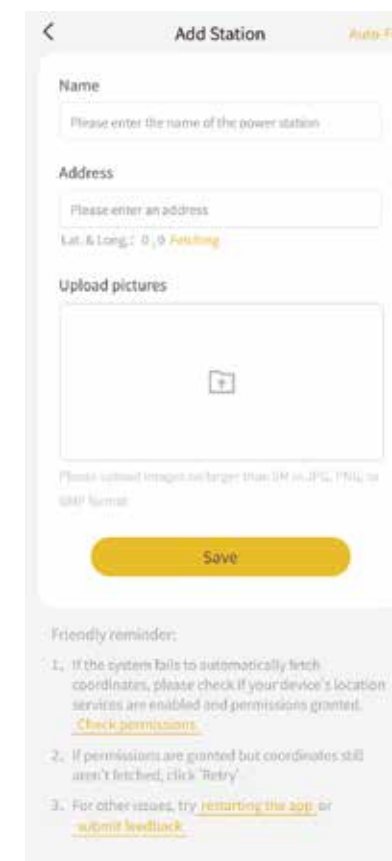 Add Station
Name
Please enter the name of the power station
Address
Please enter an address
Lat. & Long.: 0 , 0 Fetching
Upload pictures
Please upload images no larger than in JPG, PNG, or
BMP format
Save
Friendly reminder:
1. If the system fails to automatically fetch
coordinates, please check if your device's location
services are enabled and permissions granted.
Check permissions.
2. If permissions are granted but coordinates still
aren't fetched, click "Retry"
3. For other issues, try restarting the app or
submit feedback